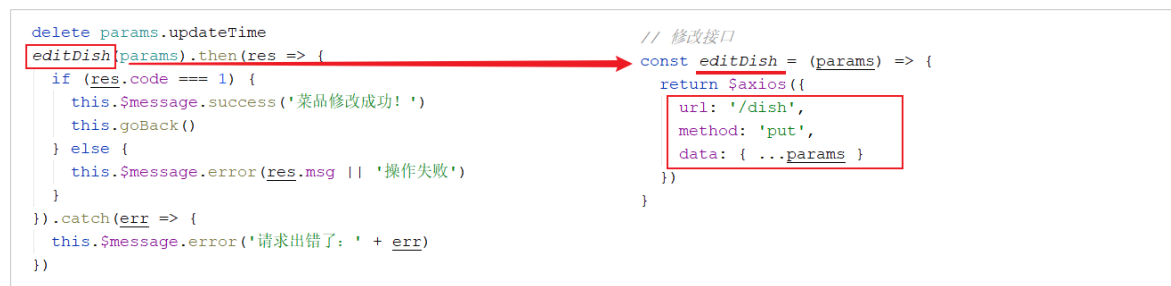 delete params.updateTime
editDish(params).then(res => {
  if (res.code === 1) {
    this.$message.success('菜品修改成功！')
    this.goBack()
  } else {
    this.$message.error(res.msg || '操作失败')
  }
}).catch(err => {
  this.$message.error('请求出错了：' + err)
})
// 修改接口
const editDish = (params) => {
  return $axios({
    url: '/dish',
    method: 'put',
    data: { ...params }
  })
}